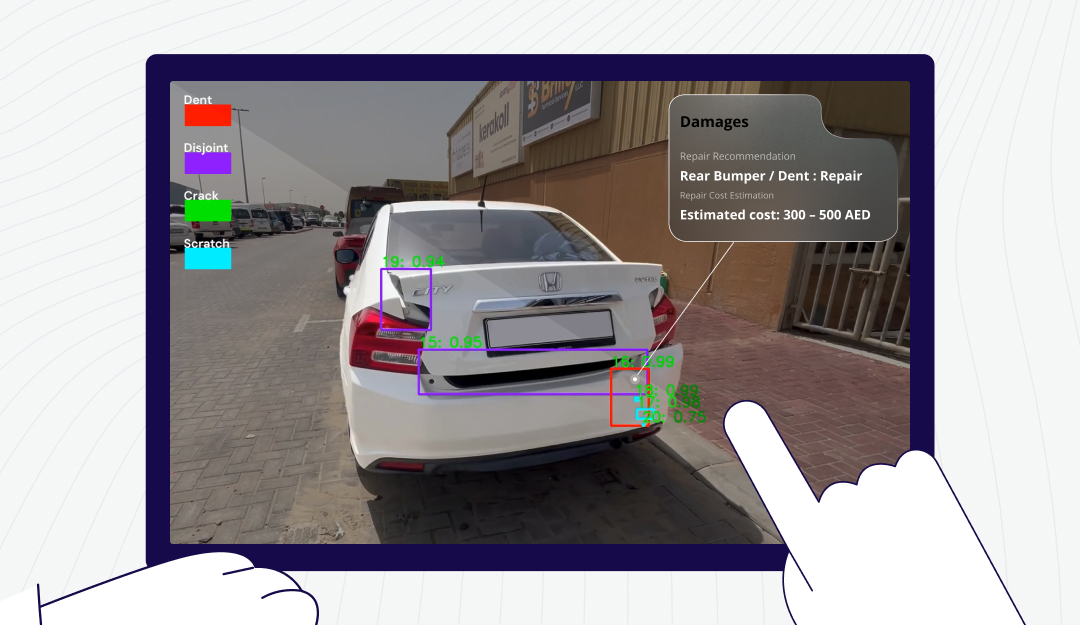 Dent
Disjoint
Crack
Scratch
kerakoll
Damages
Repair Recommendation
Rear Bumper / Dent : Repair
Repair Cost Estimation
Estimated cost: 300 – 500 AED
19: 0.94
CITY
15: 0.95